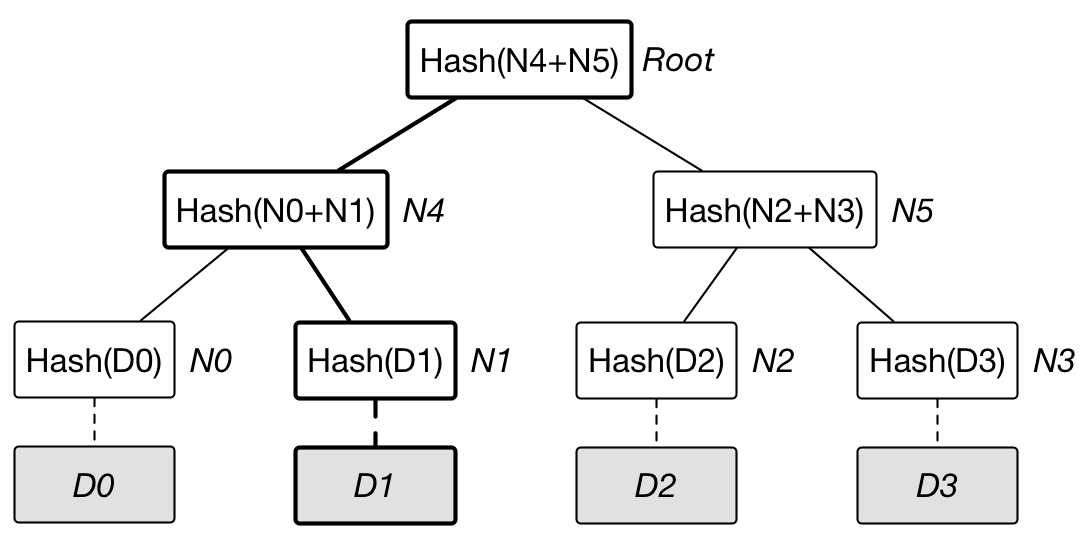 Hash(N4+N5) Root
Hash(N0+N1) N4
Hash(N2+N3) N5
Hash(D0) N0
Hash(D1) N1
Hash(D2) N2
Hash(D3) N3
D0
D1
D2
D3